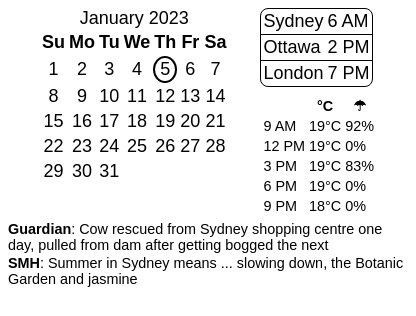 January 2023
Su Mo Tu We Th Fr Sa
1 2 3 4 5 6 7
8 9 10 11 12 13 14
15 16 17 18 19 20 21
22 23 24 25 26 27 28
29 30 31
Sydney 6 AM
Ottawa 2 PM
London 7 PM
°C ☂
9 AM 19°C 92%
12 PM 19°C 0%
3 PM 19°C 83%
6 PM 19°C 0%
9 PM 18°C 0%
Guardian: Cow rescued from Sydney shopping centre one
day, pulled from dam after getting bogged the next
SMH: Summer in Sydney means ... slowing down, the Botanic
Garden and jasmine